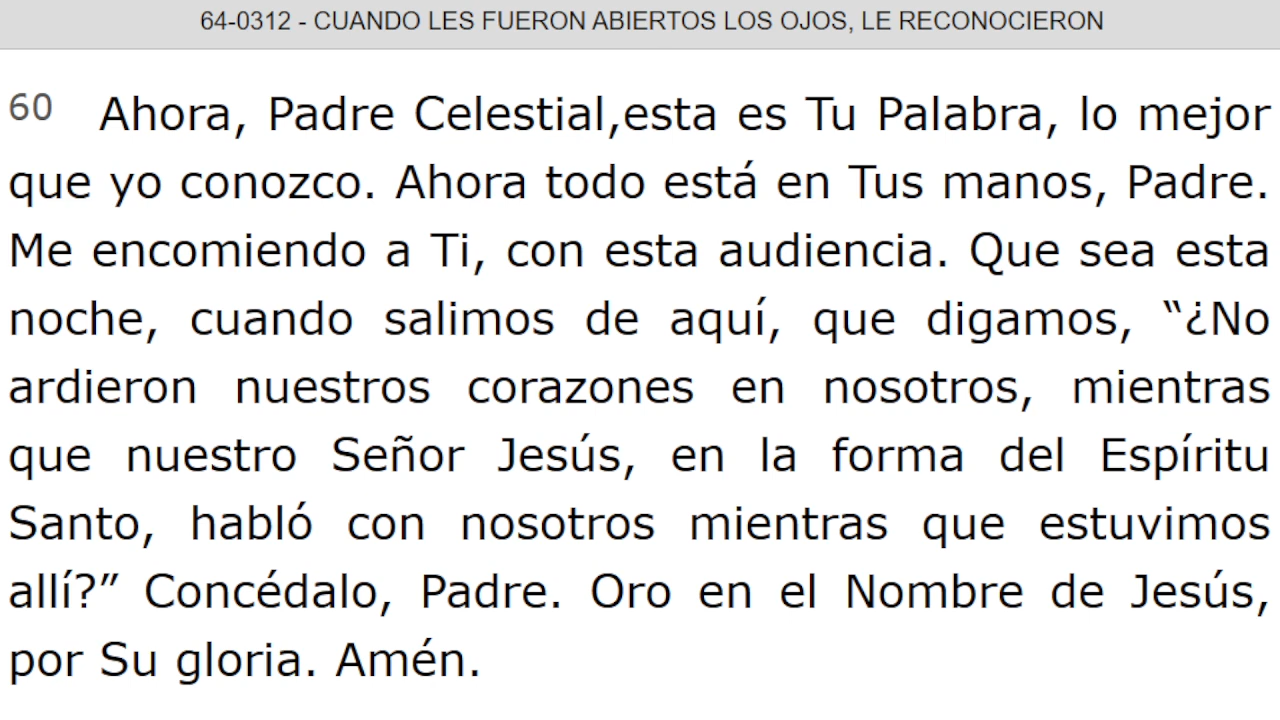 64-0312 - CUANDO LES FUERON ABIERTOS LOS OJOS, LE RECONOCIERON
60 Ahora, Padre Celestial,esta es Tu Palabra, lo mejor
que yo conozco. Ahora todo está en Tus manos, Padre.
Me encomiendo a Ti, con esta audiencia. Que sea esta
noche, cuando salimos de aquí, que digamos, “¿No
ardieron nuestros corazones en nosotros, mientras
que nuestro Señor Jesús, en la forma del Espíritu
Santo, habló con nosotros mientras que estuvimos
allí?” Concédalo, Padre. Oro en el Nombre de Jesús,
por Su gloria. Amén.